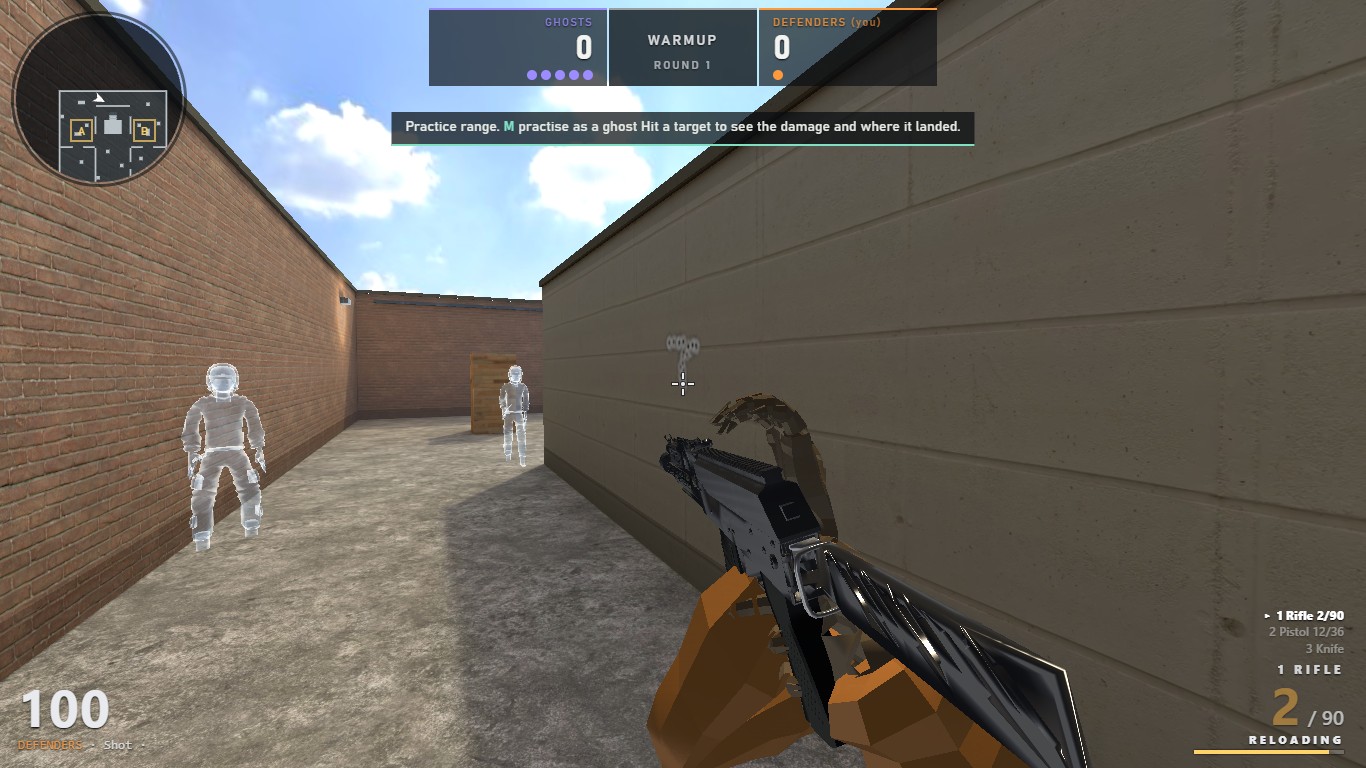 GHOSTS
0
WARMUP
ROUND 1
DEFENDERS (you)
0
Practice range. M practise as a ghost Hit a target to see the damage and where it landed.
A
B
▸ 1 Rifle 2/90
2 Pistol 12/36
3 Knife
1 RIFLE
2 / 90
RELOADING
100
DEFENDERS · Shot ·